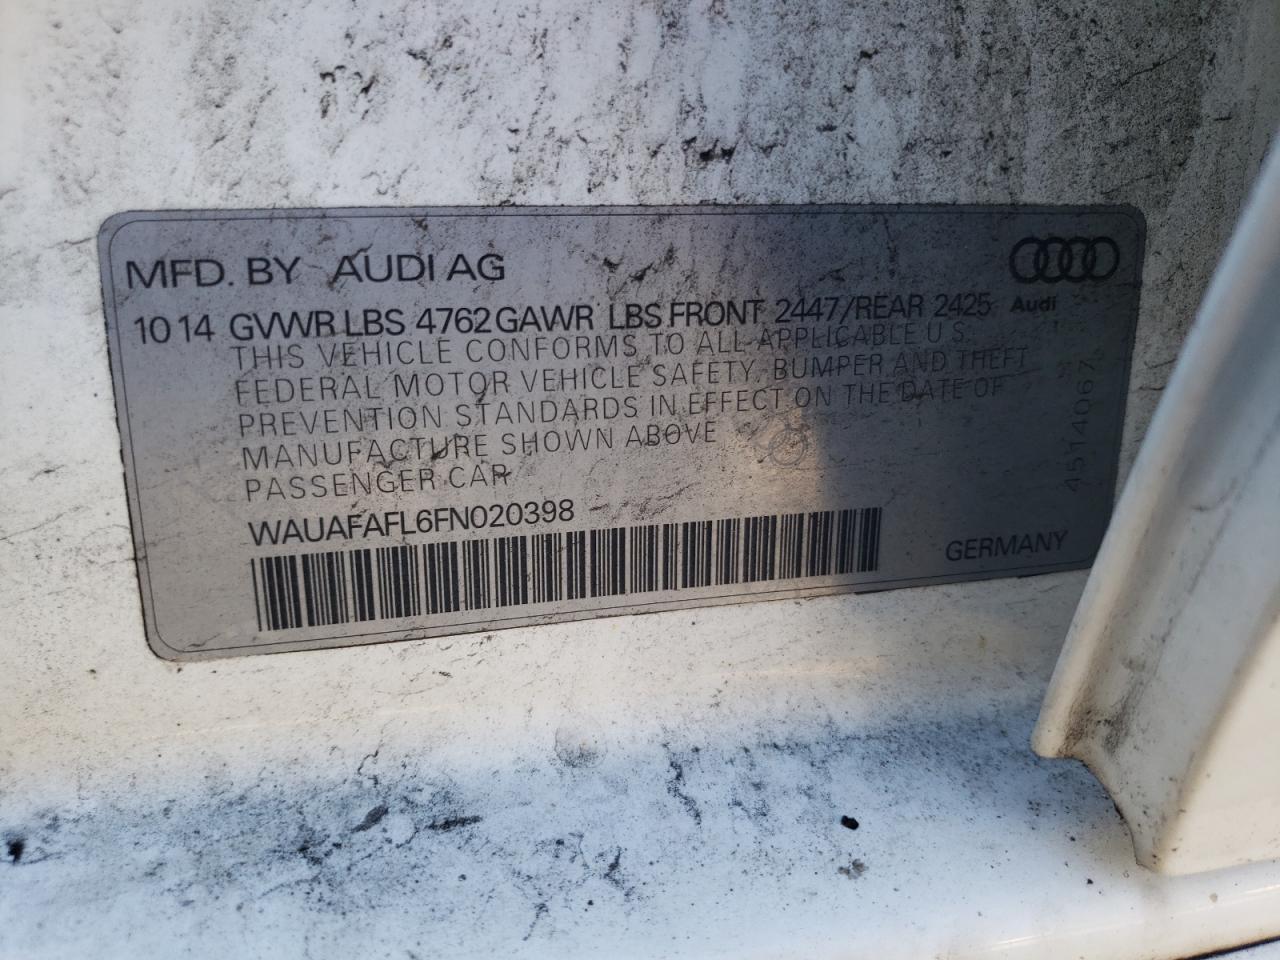 MFD. BY AUDI AG
10 14 GVWR LBS 4762 GAWR LBS FRONT 2447/REAR 2425
Audi
THIS VEHICLE CONFORMS TO ALL APPLICABLE U.S.
FEDERAL MOTOR VEHICLE SAFETY, BUMPER AND THEFT
PREVENTION STANDARDS IN EFFECT ON THE DATE OF
MANUFACTURE SHOWN ABOVE
PASSENGER CAR
WAUAFAFL6FN020398
GERMANY